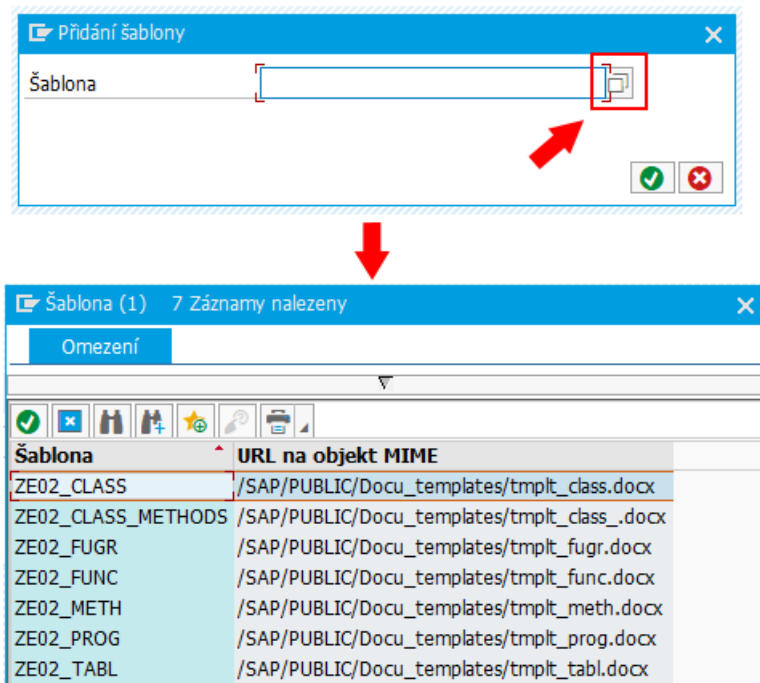 Přidání šablony
Šablona
Šablona (1) 7 Záznamy nalezeny
Omezení
Šablona URL na objekt MIME
ZE02_CLASS /SAP/PUBLIC/Docu_templates/tmplt_class.docx
ZE02_CLASS_METHODS /SAP/PUBLIC/Docu_templates/tmplt_class_.docx
ZE02_FUGR /SAP/PUBLIC/Docu_templates/tmplt_fugr.docx
ZE02_FUNC /SAP/PUBLIC/Docu_templates/tmplt_func.docx
ZE02_METH /SAP/PUBLIC/Docu_templates/tmplt_meth.docx
ZE02_PROG /SAP/PUBLIC/Docu_templates/tmplt_prog.docx
ZE02_TABL /SAP/PUBLIC/Docu_templates/tmplt_tabl.docx